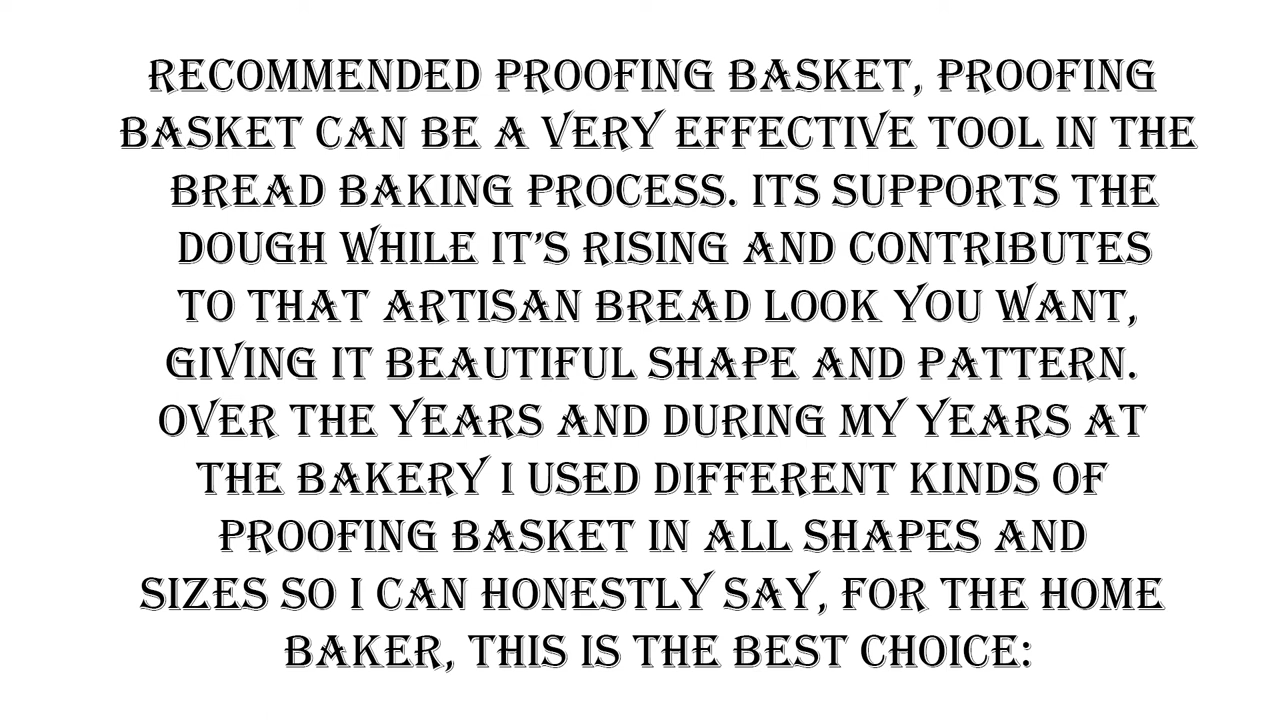 RECOMMENDED PROOFING BASKET, PROOFING
BASKET CAN BE A VERY EFFECTIVE TOOL IN THE
BREAD BAKING PROCESS. ITS SUPPORTS THE
DOUGH WHILE IT’S RISING AND CONTRIBUTES
TO THAT ARTISAN BREAD LOOK YOU WANT,
GIVING IT BEAUTIFUL SHAPE AND PATTERN.
OVER THE YEARS AND DURING MY YEARS AT
THE BAKERY I USED DIFFERENT KINDS OF
PROOFING BASKET IN ALL SHAPES AND
SIZES SO I CAN HONESTLY SAY, FOR THE HOME
BAKER, THIS IS THE BEST CHOICE: